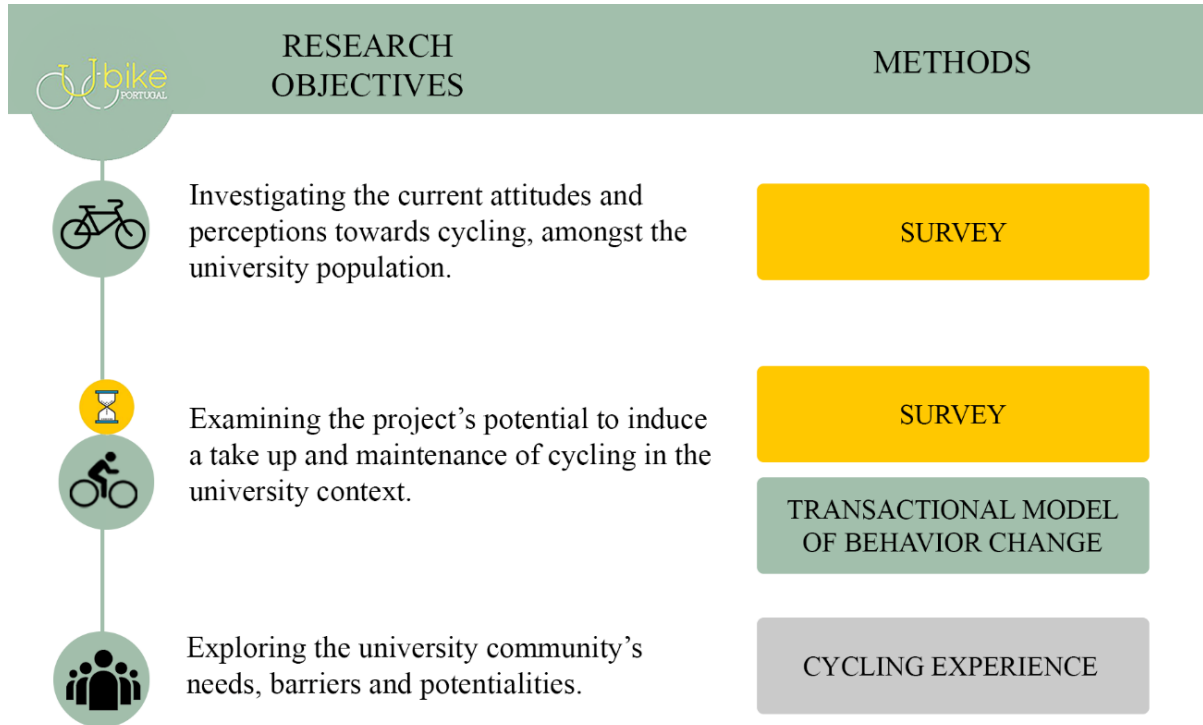 U-bike
PORTUGAL
RESEARCH
OBJECTIVES
METHODS
Investigating the current attitudes and
perceptions towards cycling, amongst the
university population.
SURVEY
Examining the project’s potential to induce
a take up and maintenance of cycling in the
university context.
SURVEY
TRANSACTIONAL MODEL
OF BEHAVIOR CHANGE
Exploring the university community’s
needs, barriers and potentialities.
CYCLING EXPERIENCE